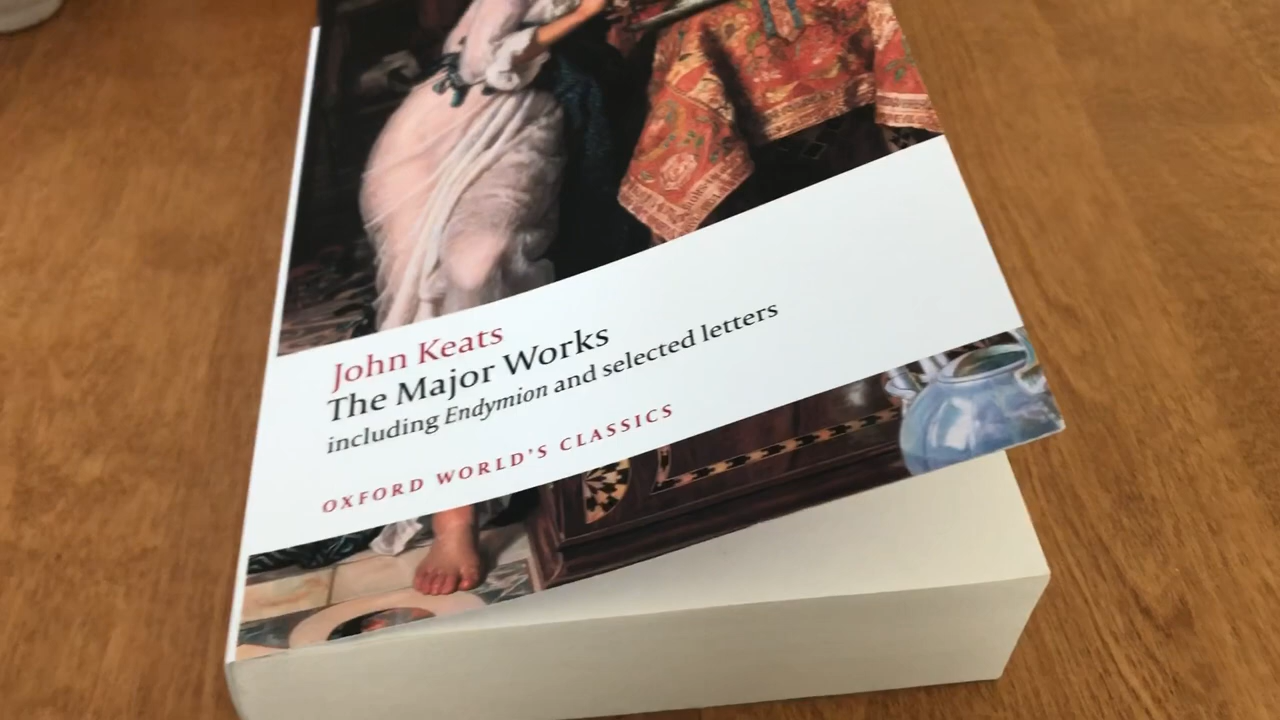 John Keats
The Major Works
including Endymion and selected letters
OXFORD WORLD'S CLASSICS